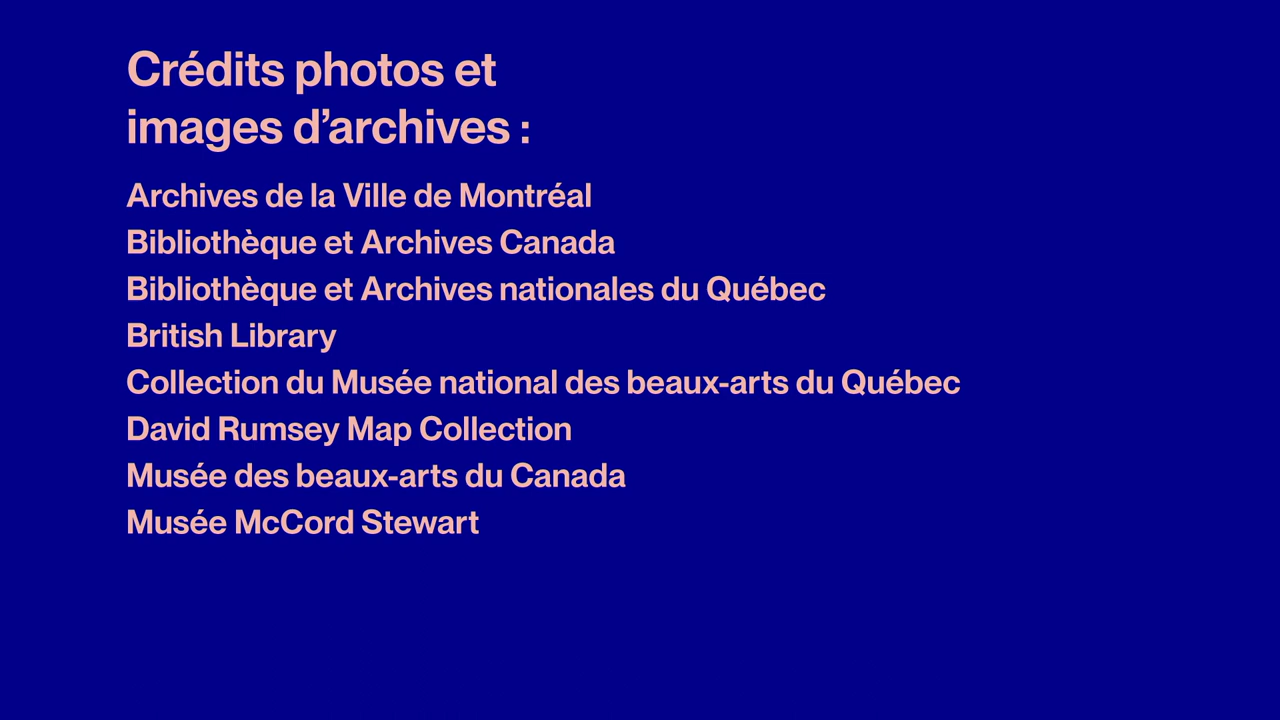 Crédits photos et
images d’archives :
Archives de la Ville de Montréal
Bibliothèque et Archives Canada
Bibliothèque et Archives nationales du Québec
British Library
Collection du Musée national des beaux-arts du Québec
David Rumsey Map Collection
Musée des beaux-arts du Canada
Musée McCord Stewart